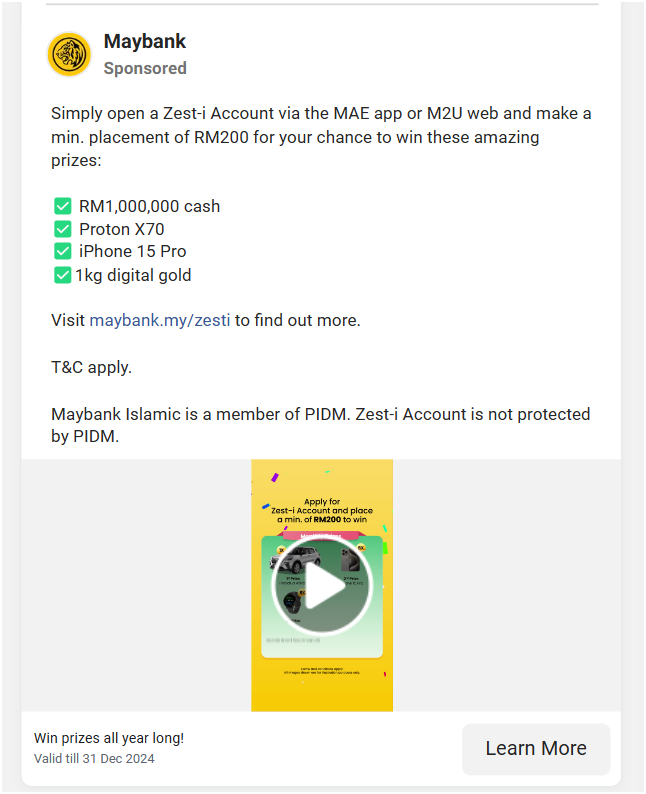 Maybank
Sponsored
Simply open a Zest-i Account via the MAE app or M2U web and make a
min. placement of RM200 for your chance to win these amazing
prizes:
✅ RM1,000,000 cash
✅ Proton X70
✅ iPhone 15 Pro
✅1kg digital gold
Visit maybank.my/zesti to find out more.
T&C apply.
Maybank Islamic is a member of PIDM. Zest-i Account is not protected
by PIDM.
Apply for
Zest-i Account and place
a min. of RM200 to win
1st Prize
2nd Prize
Win prizes all year long!
Valid till 31 Dec 2024
Learn More